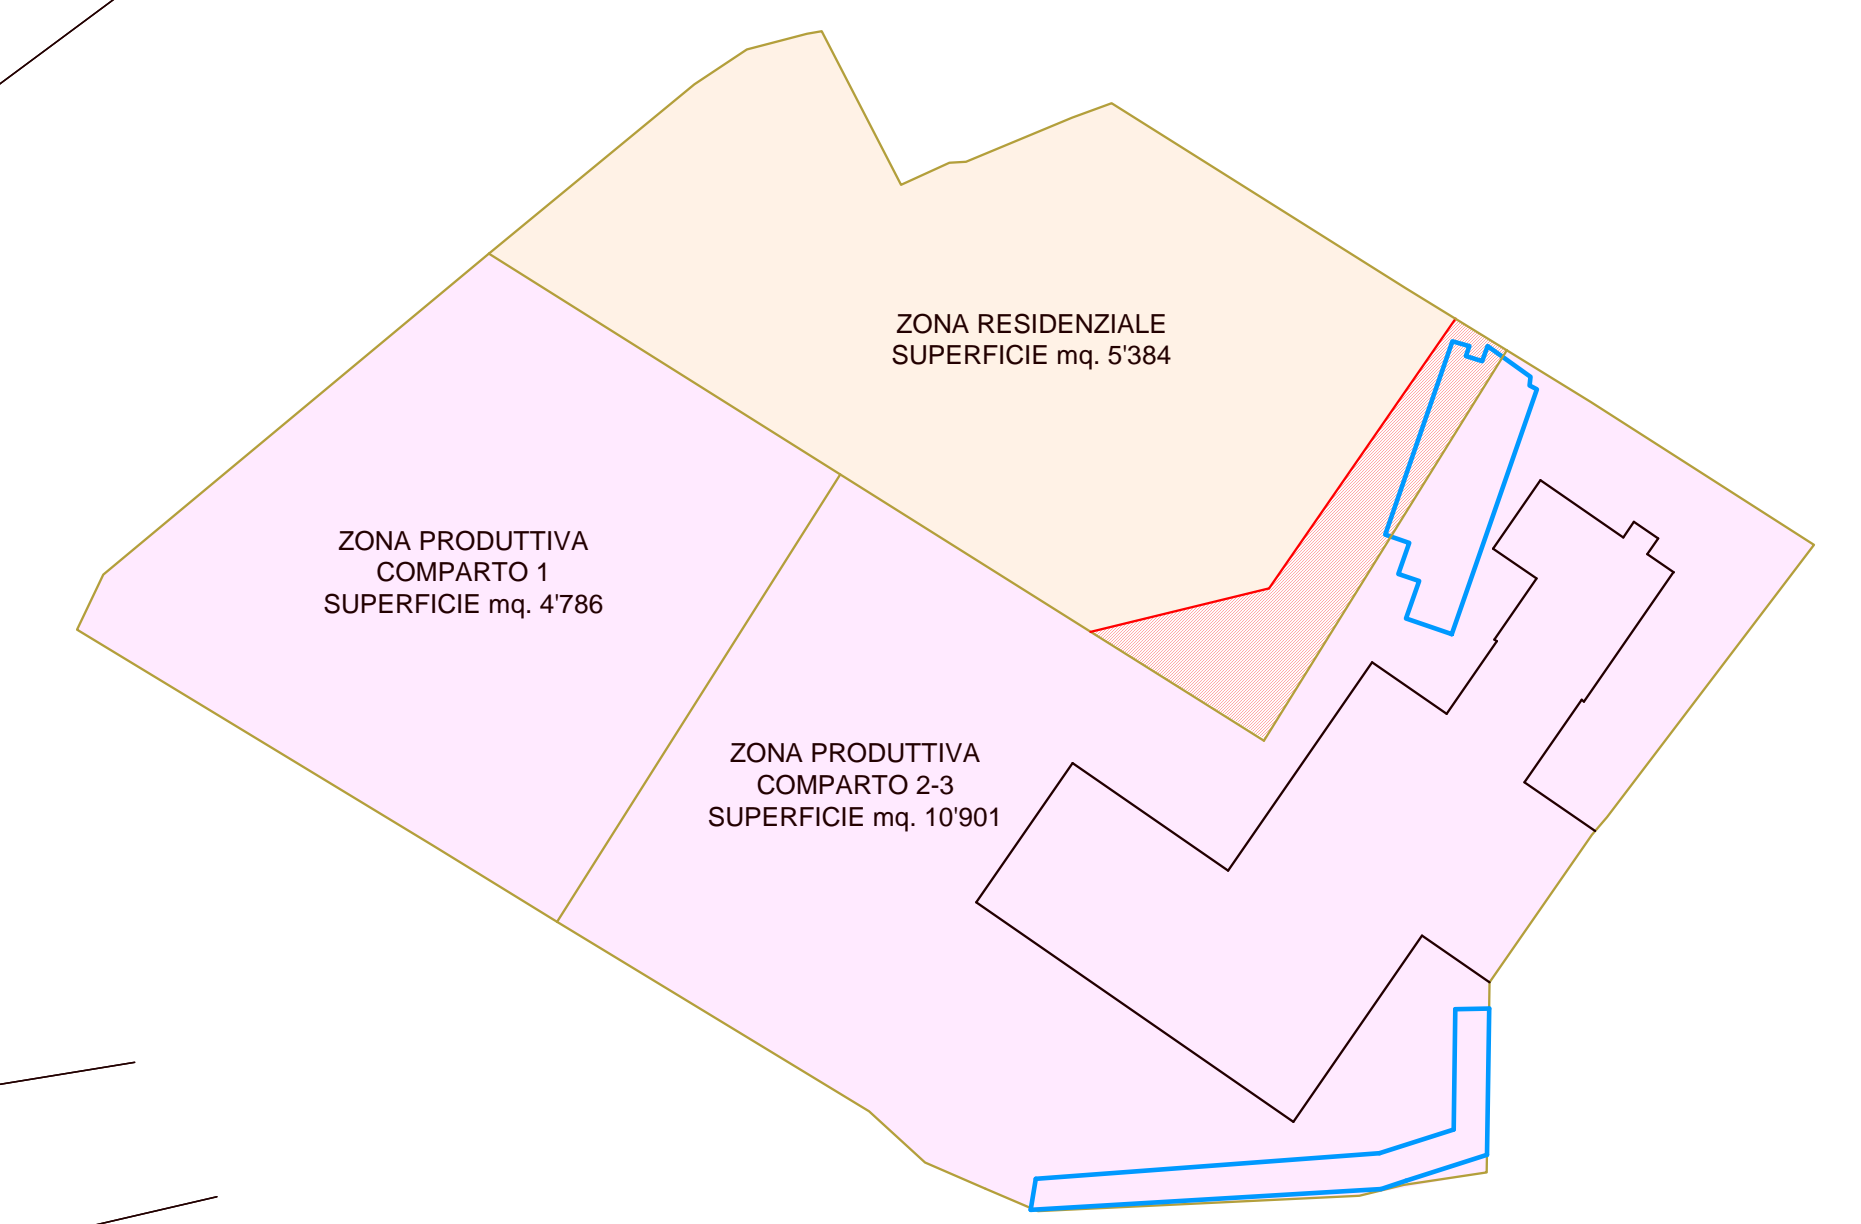 ZONA RESIDENZIALE
SUPERFICIE mq. 5'384
ZONA PRODUTTIVA
COMPARTO 1
SUPERFICIE mq. 4'786
ZONA PRODUTTIVA
COMPARTO 2-3
SUPERFICIE mq. 10'901